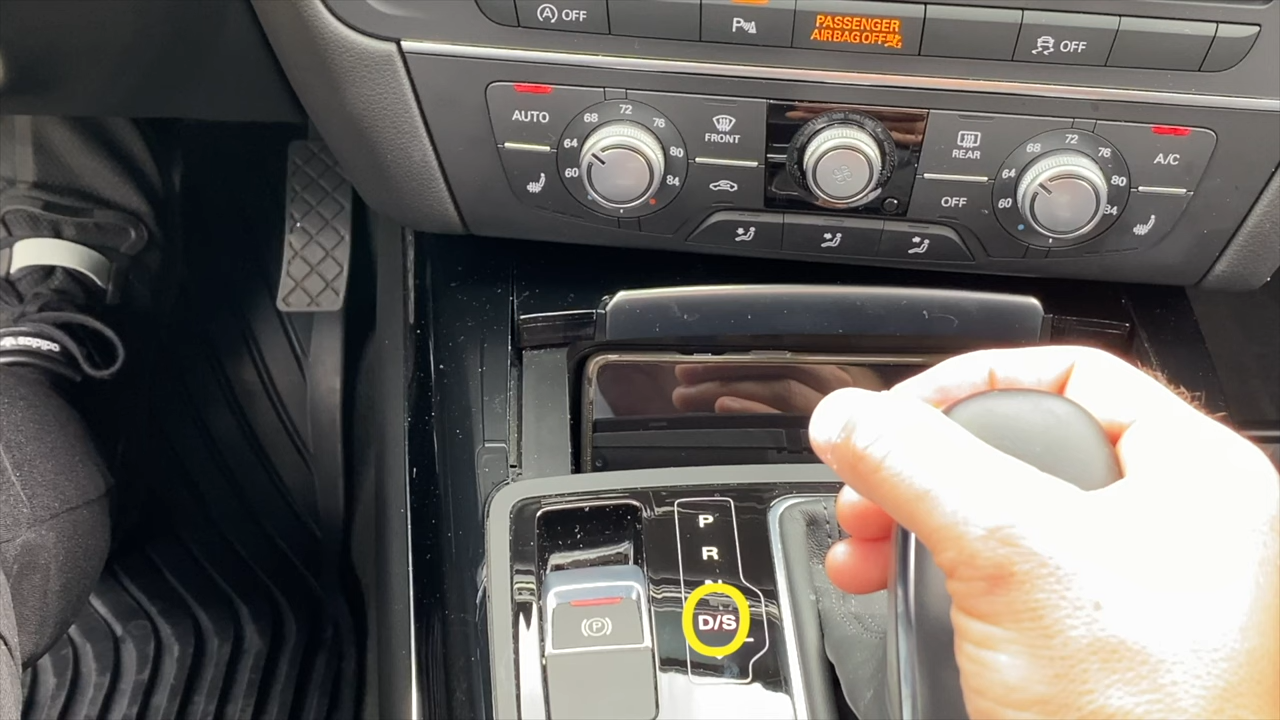 OFF
P
PASSENGER
AIRBAG OFF
OFF
AUTO
60 64 68 72 76 80 84
FRONT
REAR
OFF
60 64 68 72 76 80 84
A/C
adidas
P
R
N
D/S
P